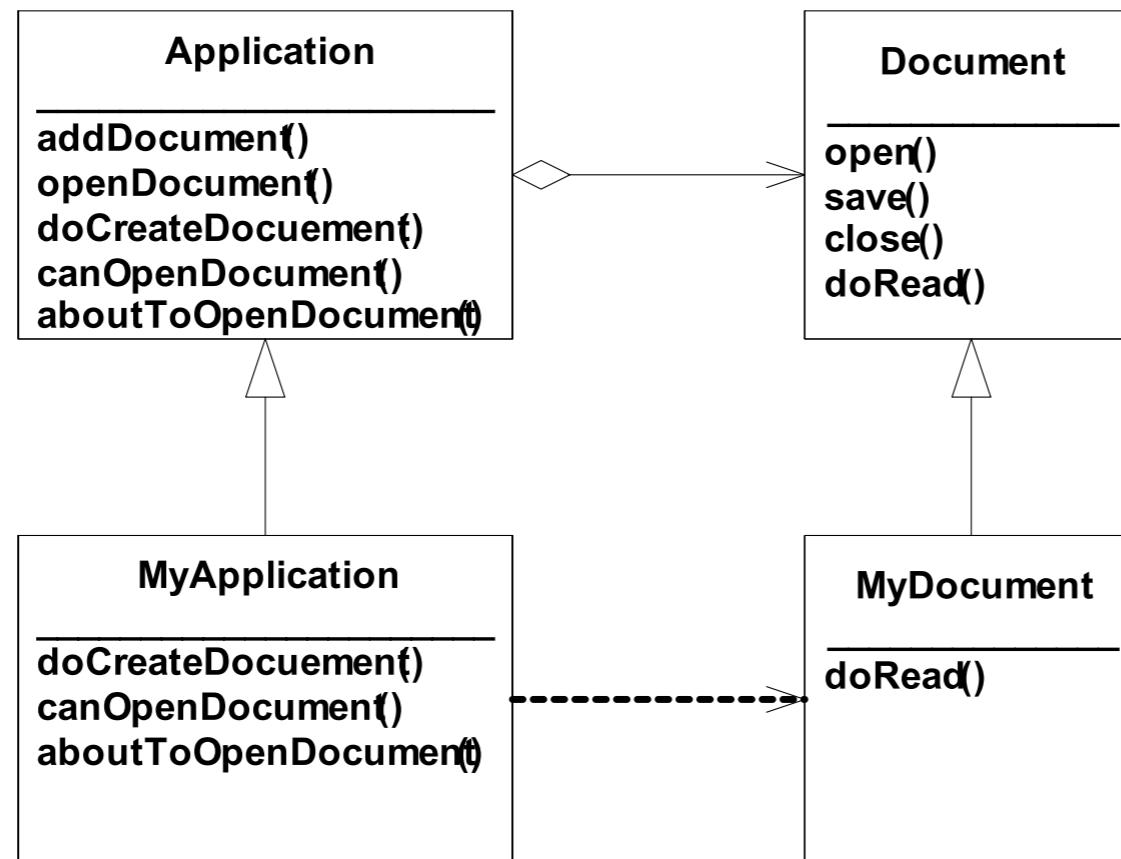 Application
addDocument()
openDocument()
doCreateDocuement()
canOpenDocument()
aboutToOpenDocument()
Document
open()
save()
close()
doRead()
MyApplication
doCreateDocuement()
canOpenDocument()
aboutToOpenDocument()
MyDocument
doRead()